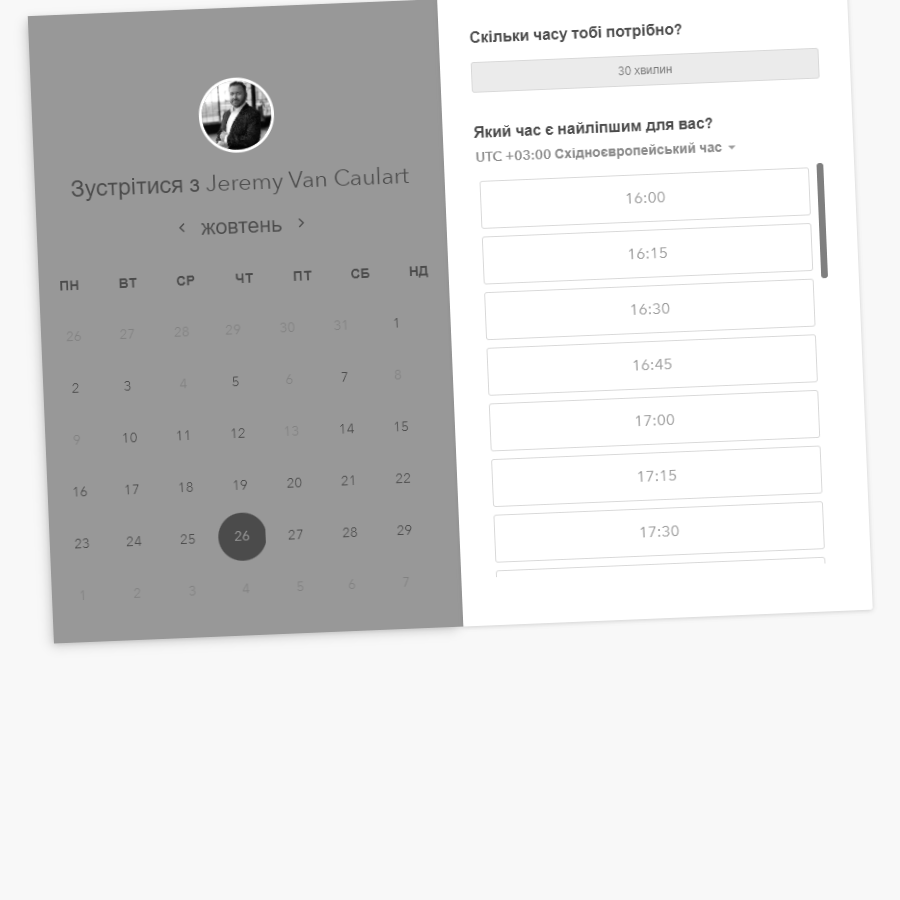 Зустрітися з Jeremy Van Caulart
жовтень
ПН ВТ СР ЧТ ПТ СБ НД
26 27 28 29 30 31 1
2 3 4 5 6 7 8
9 10 11 12 13 14 15
16 17 18 19 20 21 22
23 24 25 26 27 28 29
1 2 3 4 5 6 7
Скільки часу тобі потрібно?
30 хвилин
Який час є найліпшим для вас?
UTC +03:00 Східноєвропейський час
16:00
16:15
16:30
16:45
17:00
17:15
17:30